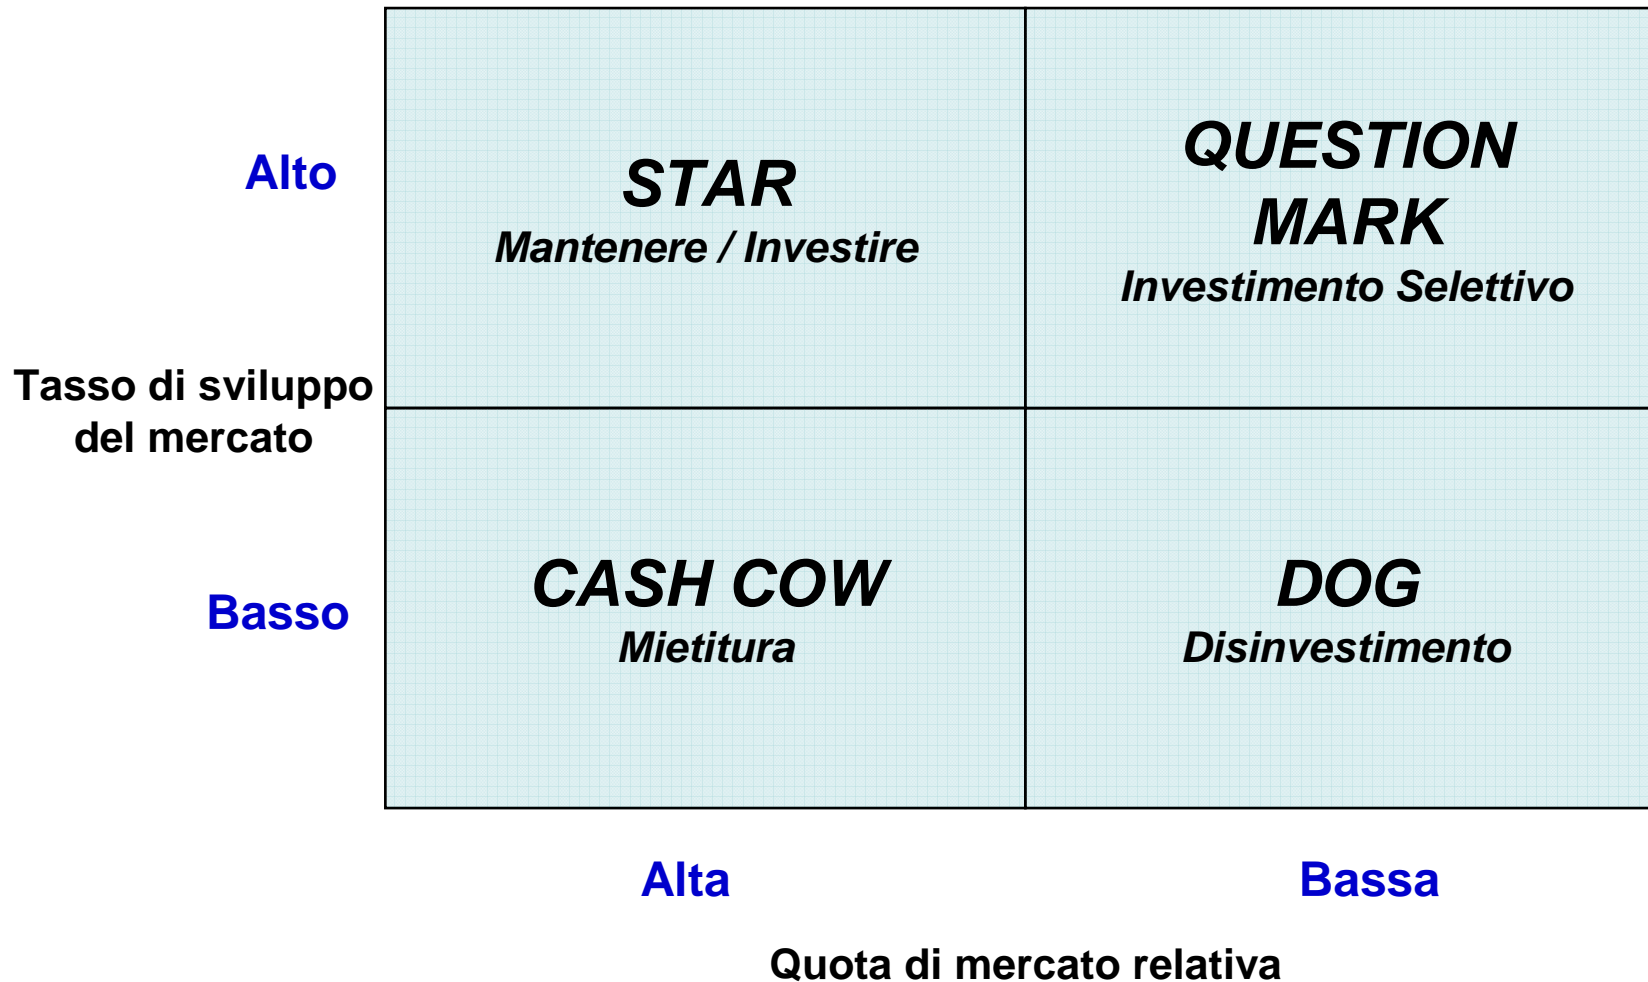 Alto
STAR
Mantenere / Investire
QUESTION
MARK
Investimento Selettivo
Tasso di sviluppo
del mercato
Basso
CASH COW
Mietitura
DOG
Disinvestimento
Alta
Bassa
Quota di mercato relativa